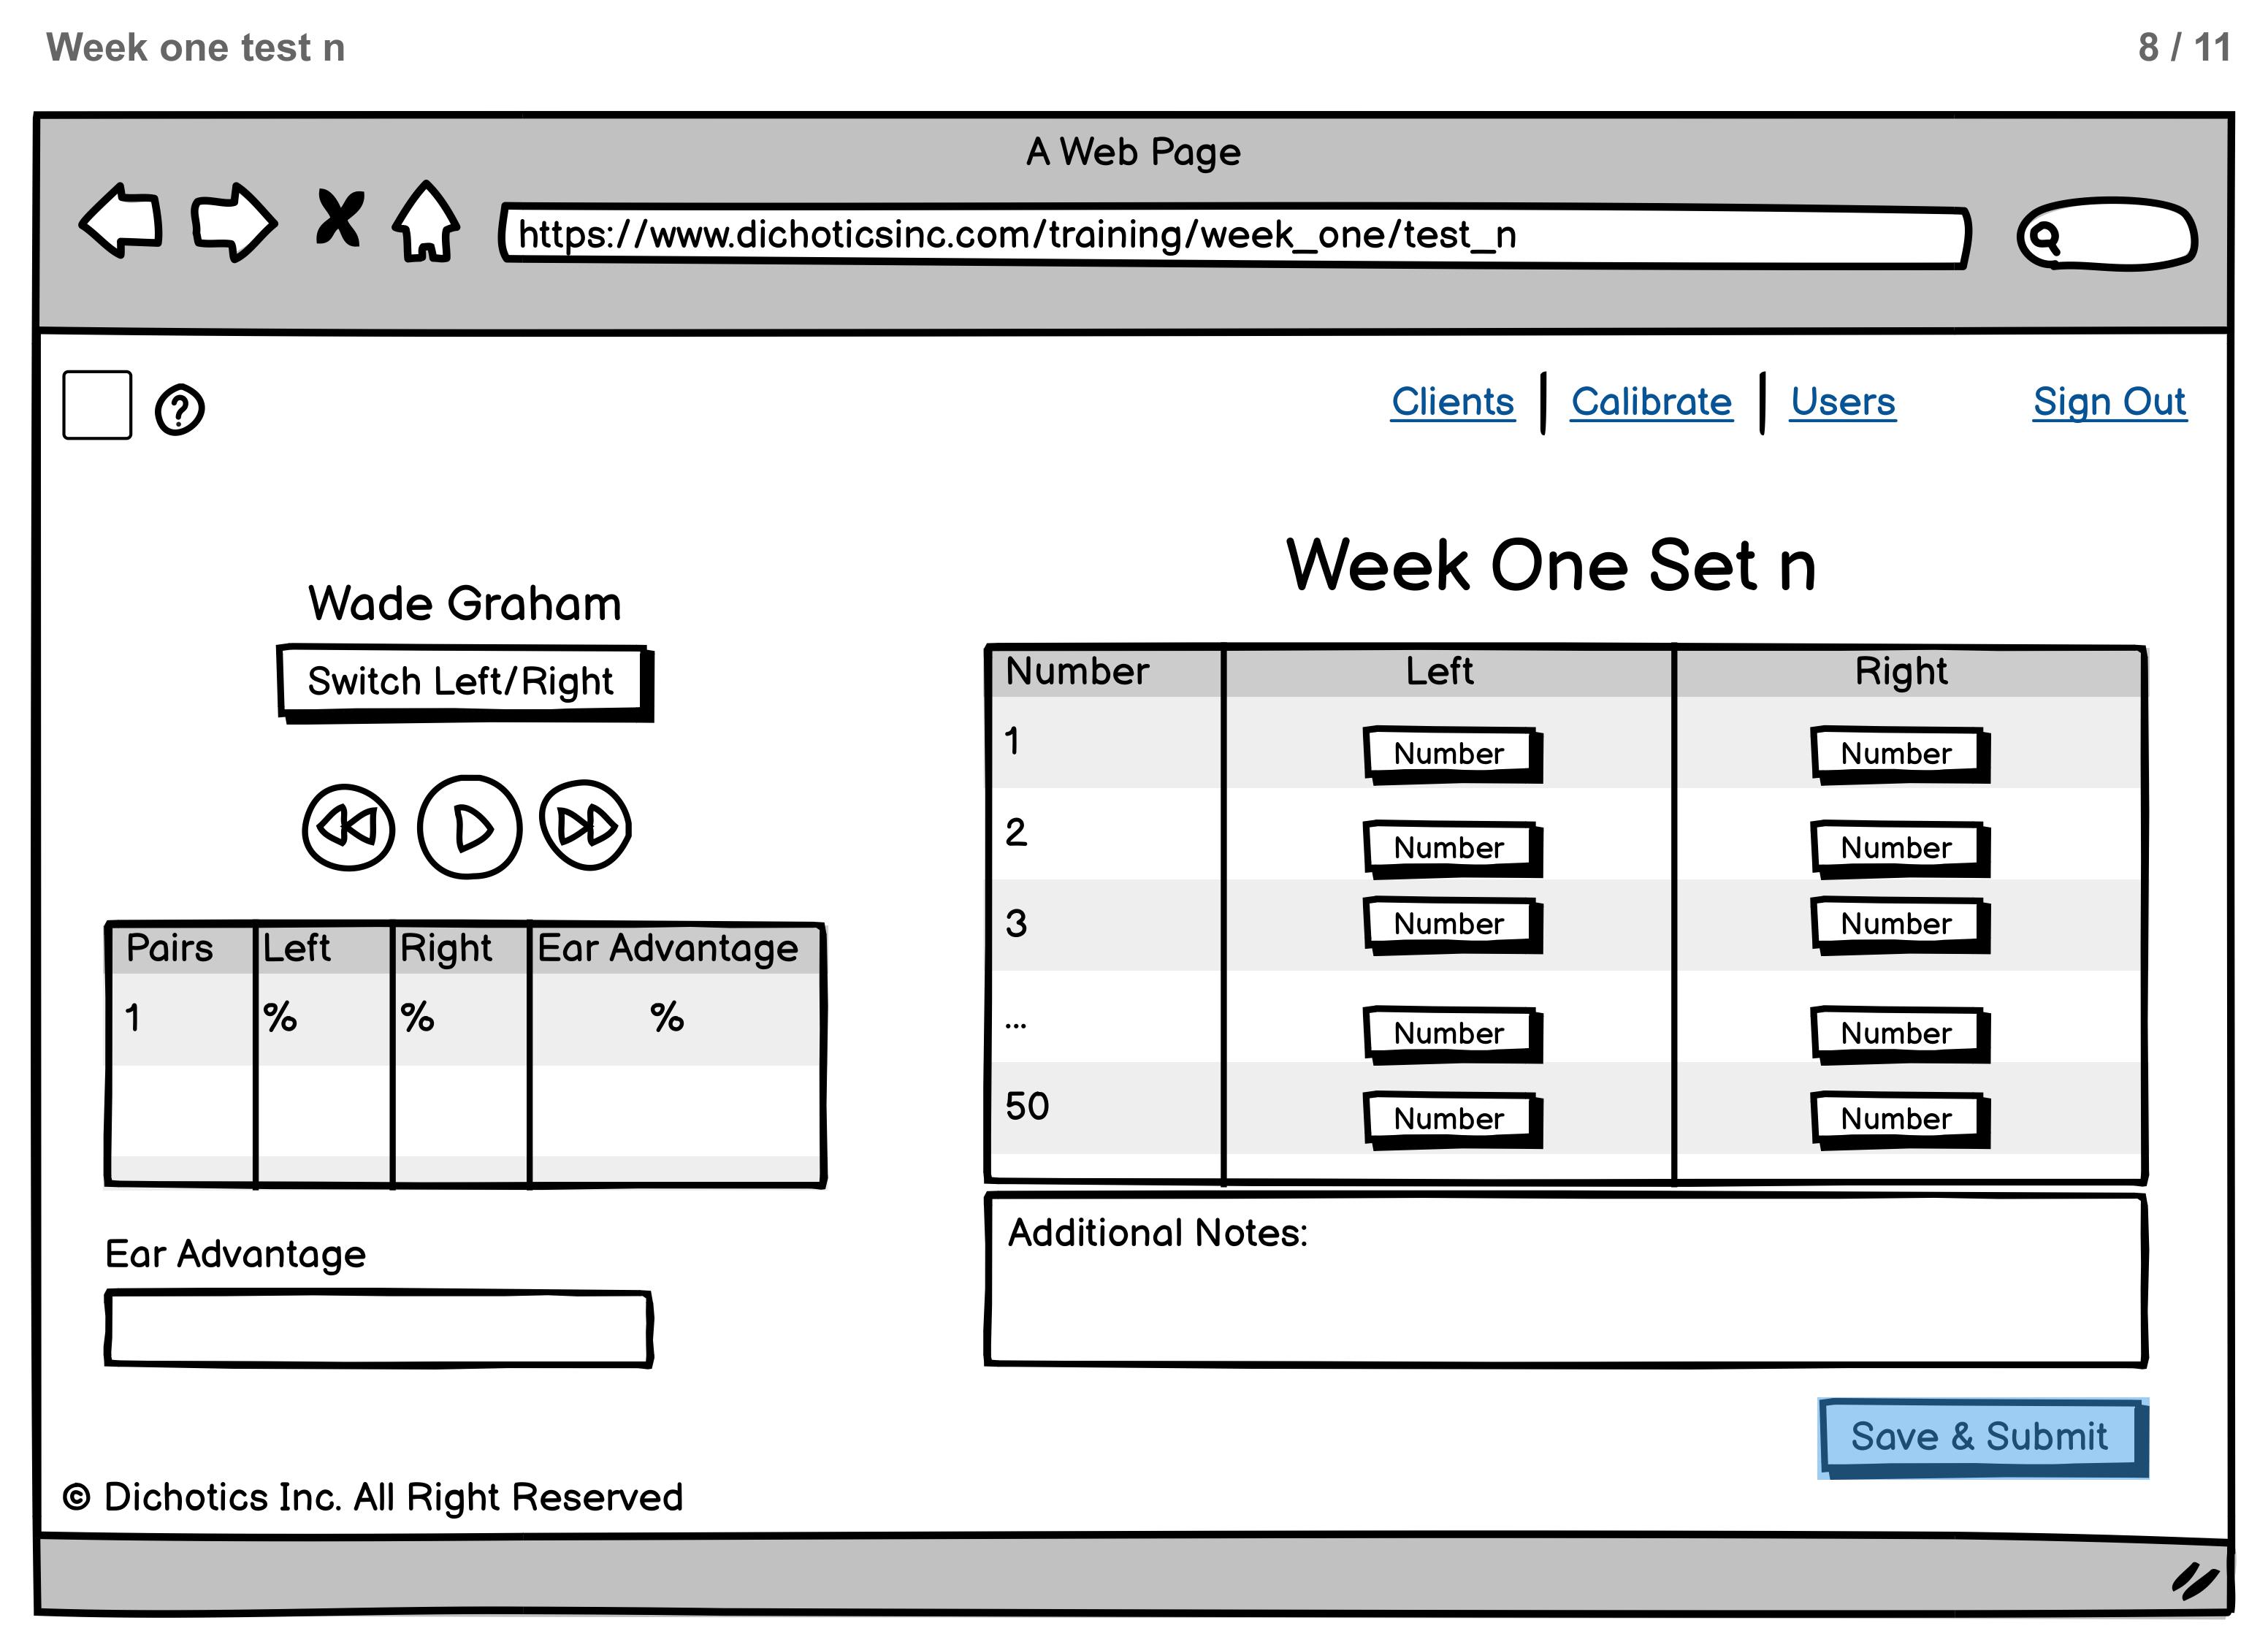 Week one test n
8 / 11
A Web Page
https://www.dichoticsinc.com/training/week_one/test_n
?
Clients | Calibrate | Users Sign Out
Week One Set n
Wade Graham
Switch Left/Right
Pairs Left Right Ear Advantage
1 % % %
Ear Advantage
Number Left Right
1 Number Number
2 Number Number
3 Number Number
... Number Number
50 Number Number
Additional Notes:
Save & Submit
© Dichotics Inc. All Right Reserved